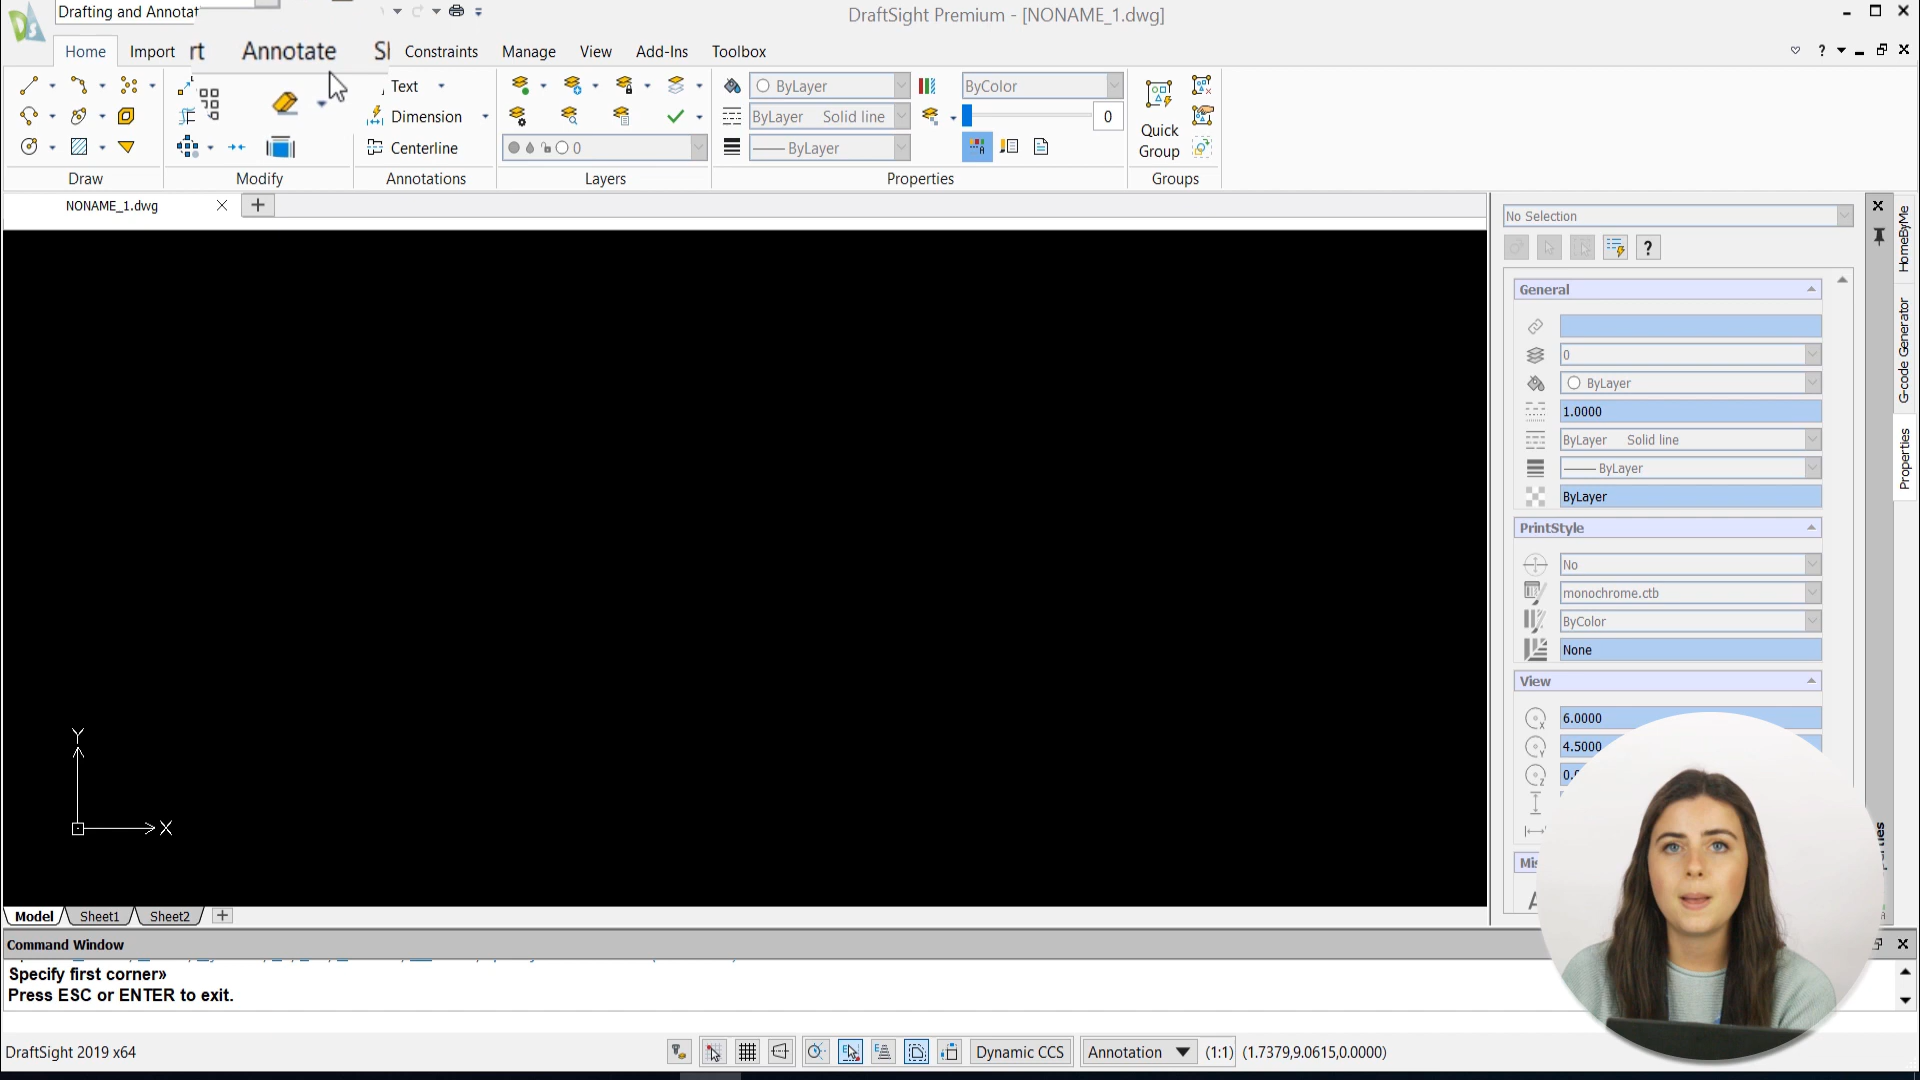 Drafting and Annotat
DraftSight Premium - [NONAME_1.dwg]
Home Import rt Annotate Constraints Manage View Add-Ins Toolbox
Text
Dimension
Centerline
0
ByLayer
ByLayer Solid line
ByLayer
ByColor
0
Quick
Group
Draw Modify Annotations Layers Properties Groups
NONAME_1.dwg
No Selection
General
0
ByLayer
1.0000
ByLayer Solid line
ByLayer
ByLayer
PrintStyle
No
monochrome.ctb
ByColor
None
View
6.0000
4.5000
HomeByMe
G-code Generator
Properties
Y
X
Model Sheet1 Sheet2
Command Window
Specify first corner»
Press ESC or ENTER to exit.
DraftSight 2019 x64
Dynamic CCS Annotation (1:1) (1.7379,9.0615,0.0000)